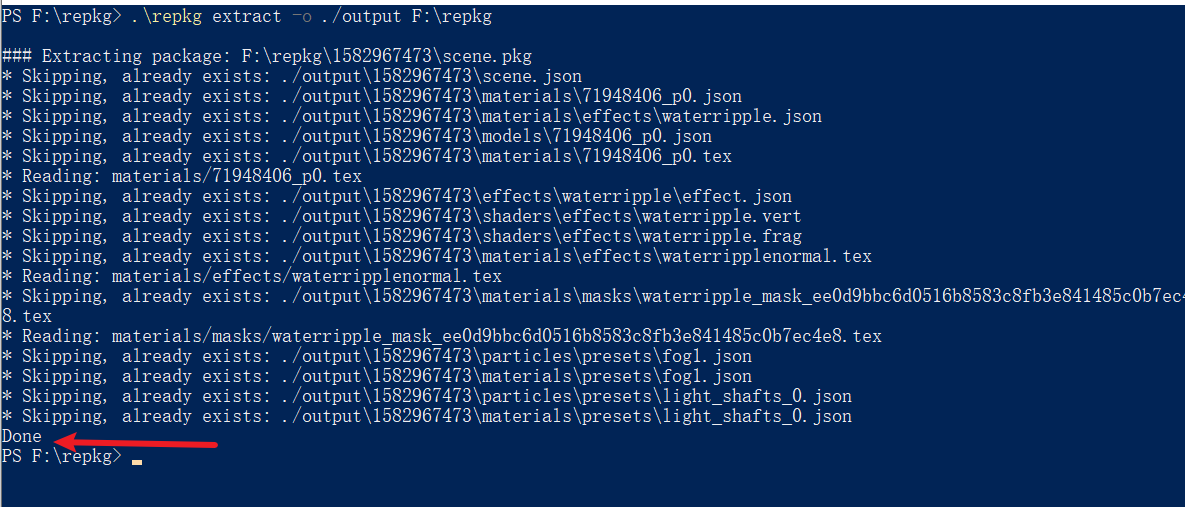 PS F:\repkg> .\repkg extract -o ./output F:\repkg
### Extracting package: F:\repkg\1582967473\scene.pkg
* Skipping, already exists: ./output\1582967473\scene.json
* Skipping, already exists: ./output\1582967473\materials\71948406_p0.json
* Skipping, already exists: ./output\1582967473\materials\effects\waterripple.json
* Skipping, already exists: ./output\1582967473\models\71948406_p0.json
* Skipping, already exists: ./output\1582967473\materials\71948406_p0.tex
* Reading: materials/71948406_p0.tex
* Skipping, already exists: ./output\1582967473\effects\waterripple\effect.json
* Skipping, already exists: ./output\1582967473\shaders\effects\waterripple.vert
* Skipping, already exists: ./output\1582967473\shaders\effects\waterripple.frag
* Skipping, already exists: ./output\1582967473\materials\effects\waterripplenormal.tex
* Reading: materials/effects/waterripplenormal.tex
* Skipping, already exists: ./output\1582967473\materials\masks\waterripple_mask_ee0d9bbc6d0516b8583c8fb3e841485c0b7ec4
8.tex
* Reading: materials/masks/waterripple_mask_ee0d9bbc6d0516b8583c8fb3e841485c0b7ec4e8.tex
* Skipping, already exists: ./output\1582967473\particles\presets\fog1.json
* Skipping, already exists: ./output\1582967473\materials\presets\fog1.json
* Skipping, already exists: ./output\1582967473\particles\presets\light_shafts_0.json
* Skipping, already exists: ./output\1582967473\materials\presets\light_shafts_0.json
Done
PS F:\repkg>